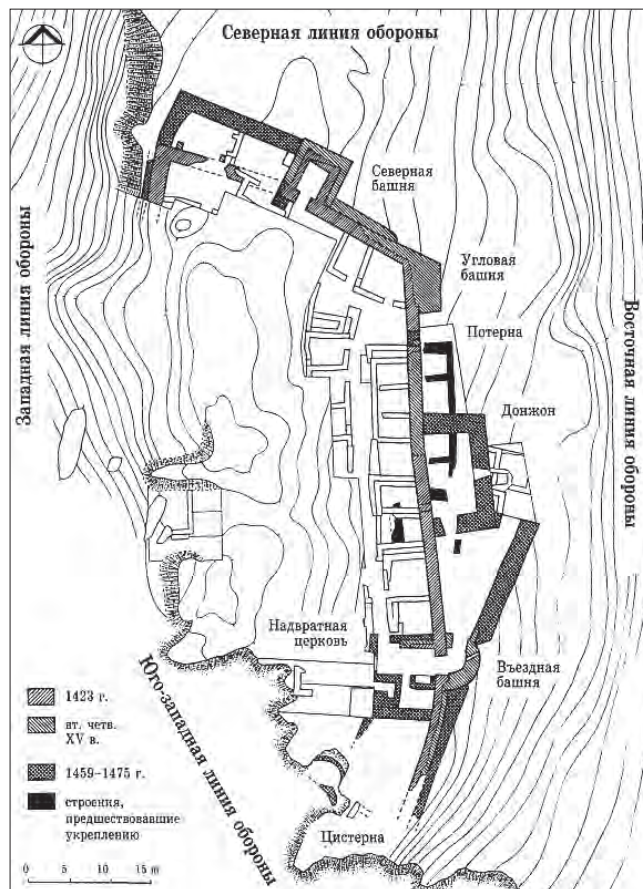 Северная линия обороны
Северная
башня
Угловая
башня
Западная линия обороны
Потерна
Восточная линия обороны
Донжон
Надвратная
церковь
Въездная
башня
Юго-западная линия обороны
1423 г.
вт. четв.
XV в.
1459–1475 г.
строения,
предшествовавшие
укреплению
Цистерна
0 5 10 15 m